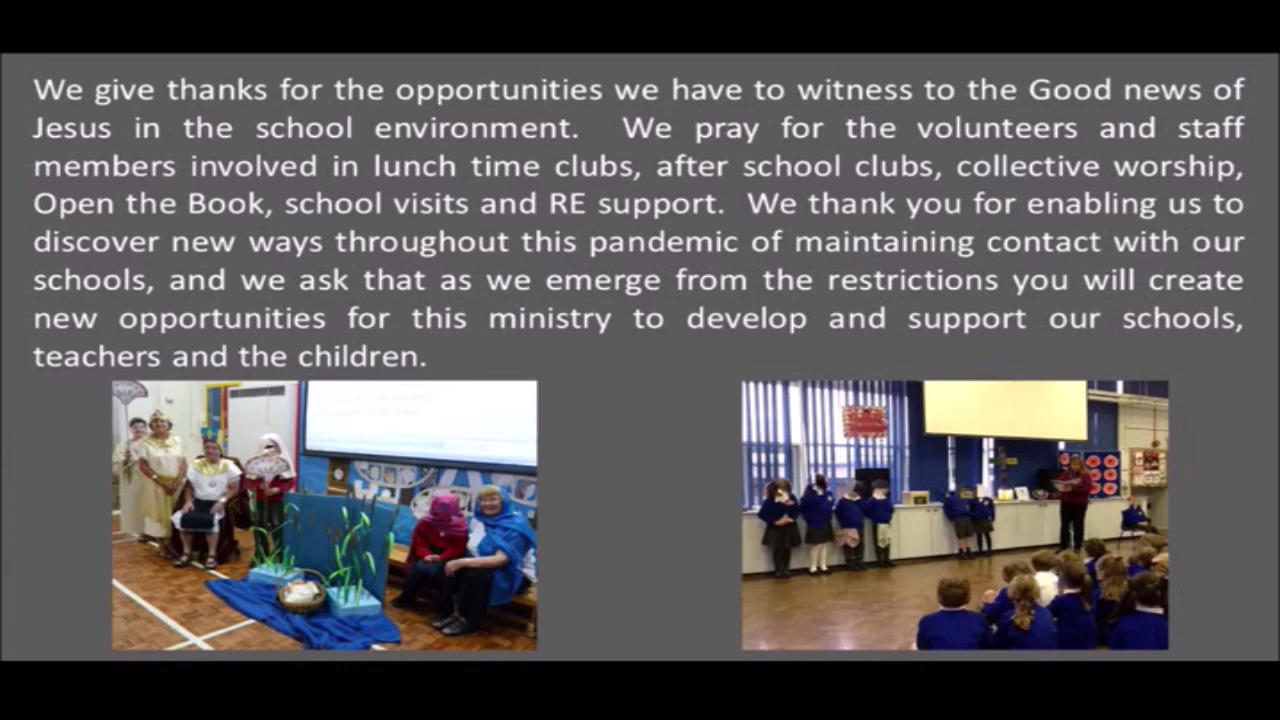 We give thanks for the opportunities we have to witness to the Good news of
Jesus in the school environment.  We pray for the volunteers and staff
members involved in lunch time clubs, after school clubs, collective worship,
Open the Book, school visits and RE support.  We thank you for enabling us to
discover new ways throughout this pandemic of maintaining contact with our
schools, and we ask that as we emerge from the restrictions you will create
new opportunities for this ministry to develop and support our schools,
teachers and the children.